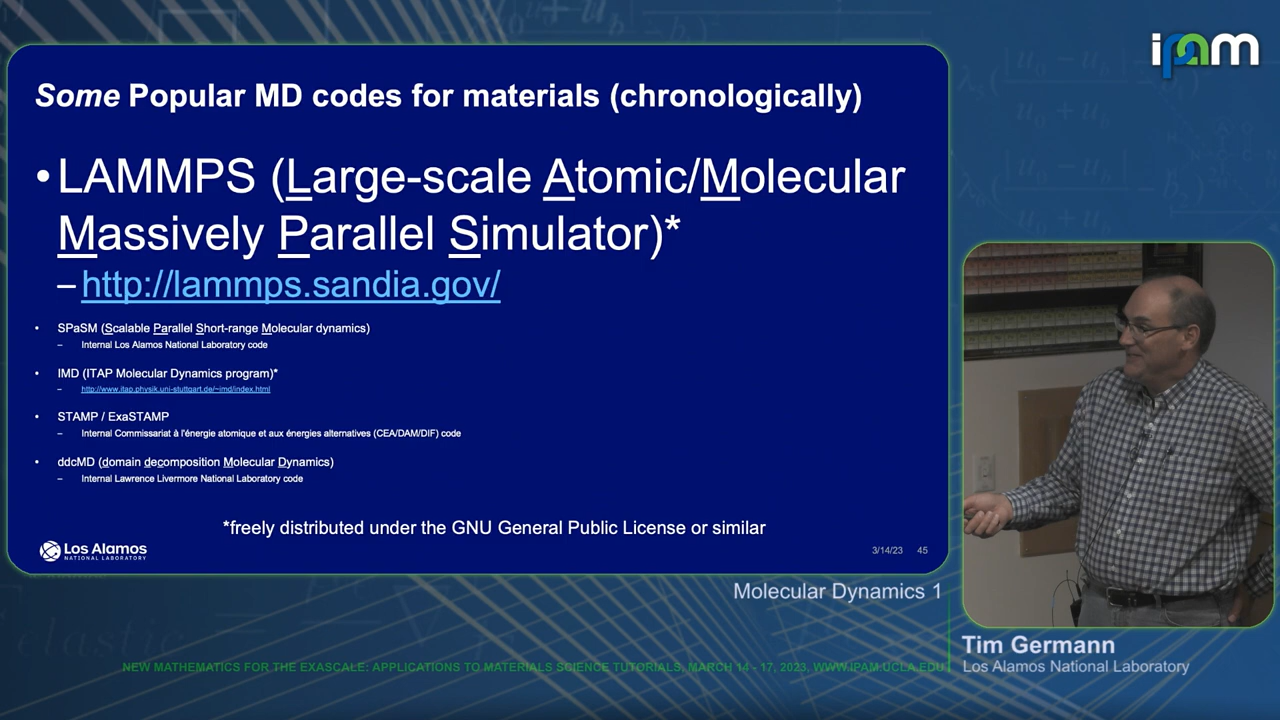 ipam
Some Popular MD codes for materials (chronologically)
• LAMMPS (Large-scale Atomic/Molecular
Massively Parallel Simulator)*
– http://lammps.sandia.gov/
• SPaSM (Scalable Parallel Short-range Molecular dynamics)
– Internal Los Alamos National Laboratory code
• IMD (ITAP Molecular Dynamics program)*
– http://www.itap.physik.uni-stuttgart.de/~imd/index.html
• STAMP / ExaSTAMP
– Internal Commissariat à l'énergie atomique et aux énergies alternatives (CEA/DAM/DIF) code
• ddcMD (domain decomposition Molecular Dynamics)
– Internal Lawrence Livermore National Laboratory code
*freely distributed under the GNU General Public License or similar
Los Alamos
NATIONAL LABORATORY
3/14/23 45
Molecular Dynamics 1
Tim Germann
Los Alamos National Laboratory
NEW MATHEMATICS FOR THE EXASCALE: APPLICATIONS TO MATERIALS SCIENCE TUTORIALS, MARCH 14 - 17, 2023, WWW.IPAM.UCLA.EDU
elastic